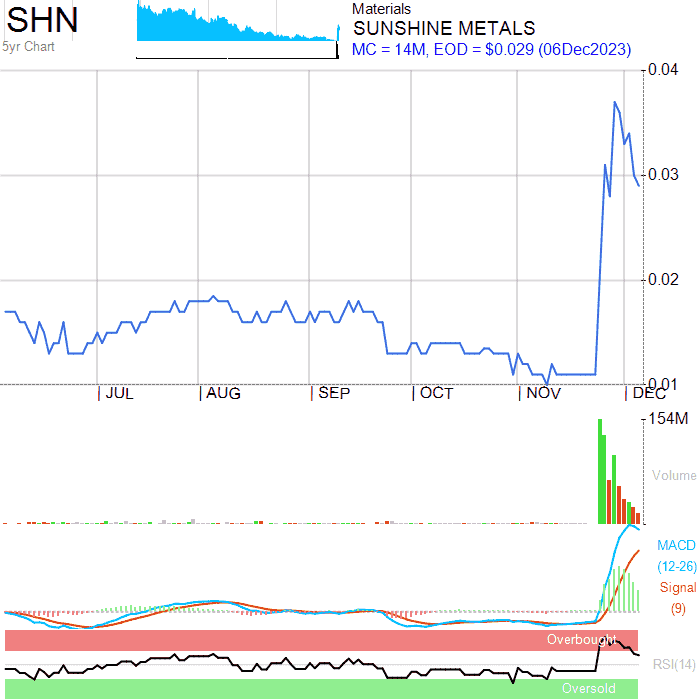 SHN
5yr Chart
Materials
SUNSHINE METALS
MC = 14M, EOD = $0.029 (06Dec2023)
0.04
0.03
0.02
0.01
JUL AUG SEP OCT NOV DEC
154M
Volume
MACD
(12-26)
Signal
(9)
Overbought
RSI(14)
Oversold